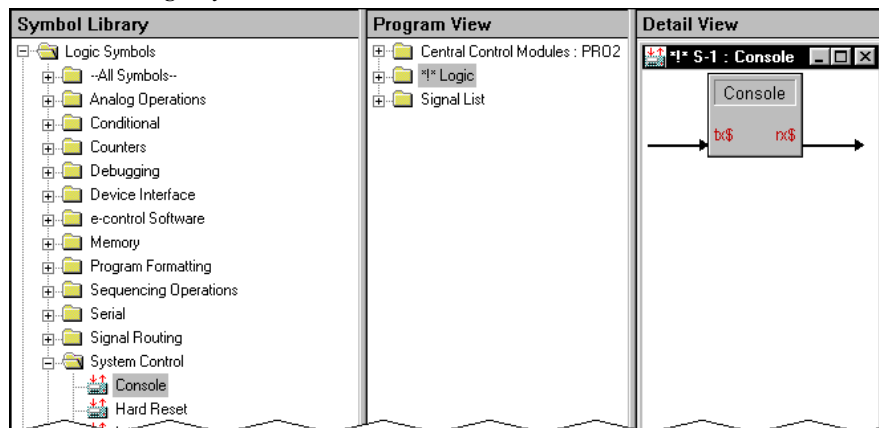 Symbol Library
Logic Symbols
--All Symbols--
Analog Operations
Conditional
Counters
Debugging
Device Interface
e-control Software
Memory
Program Formatting
Sequencing Operations
Serial
Signal Routing
System Control
Console
Hard Reset
Program View
Central Control Modules : PRO2
*!* Logic
Signal List
Detail View
*!* S-1 : Console
Console
tx$ rx$